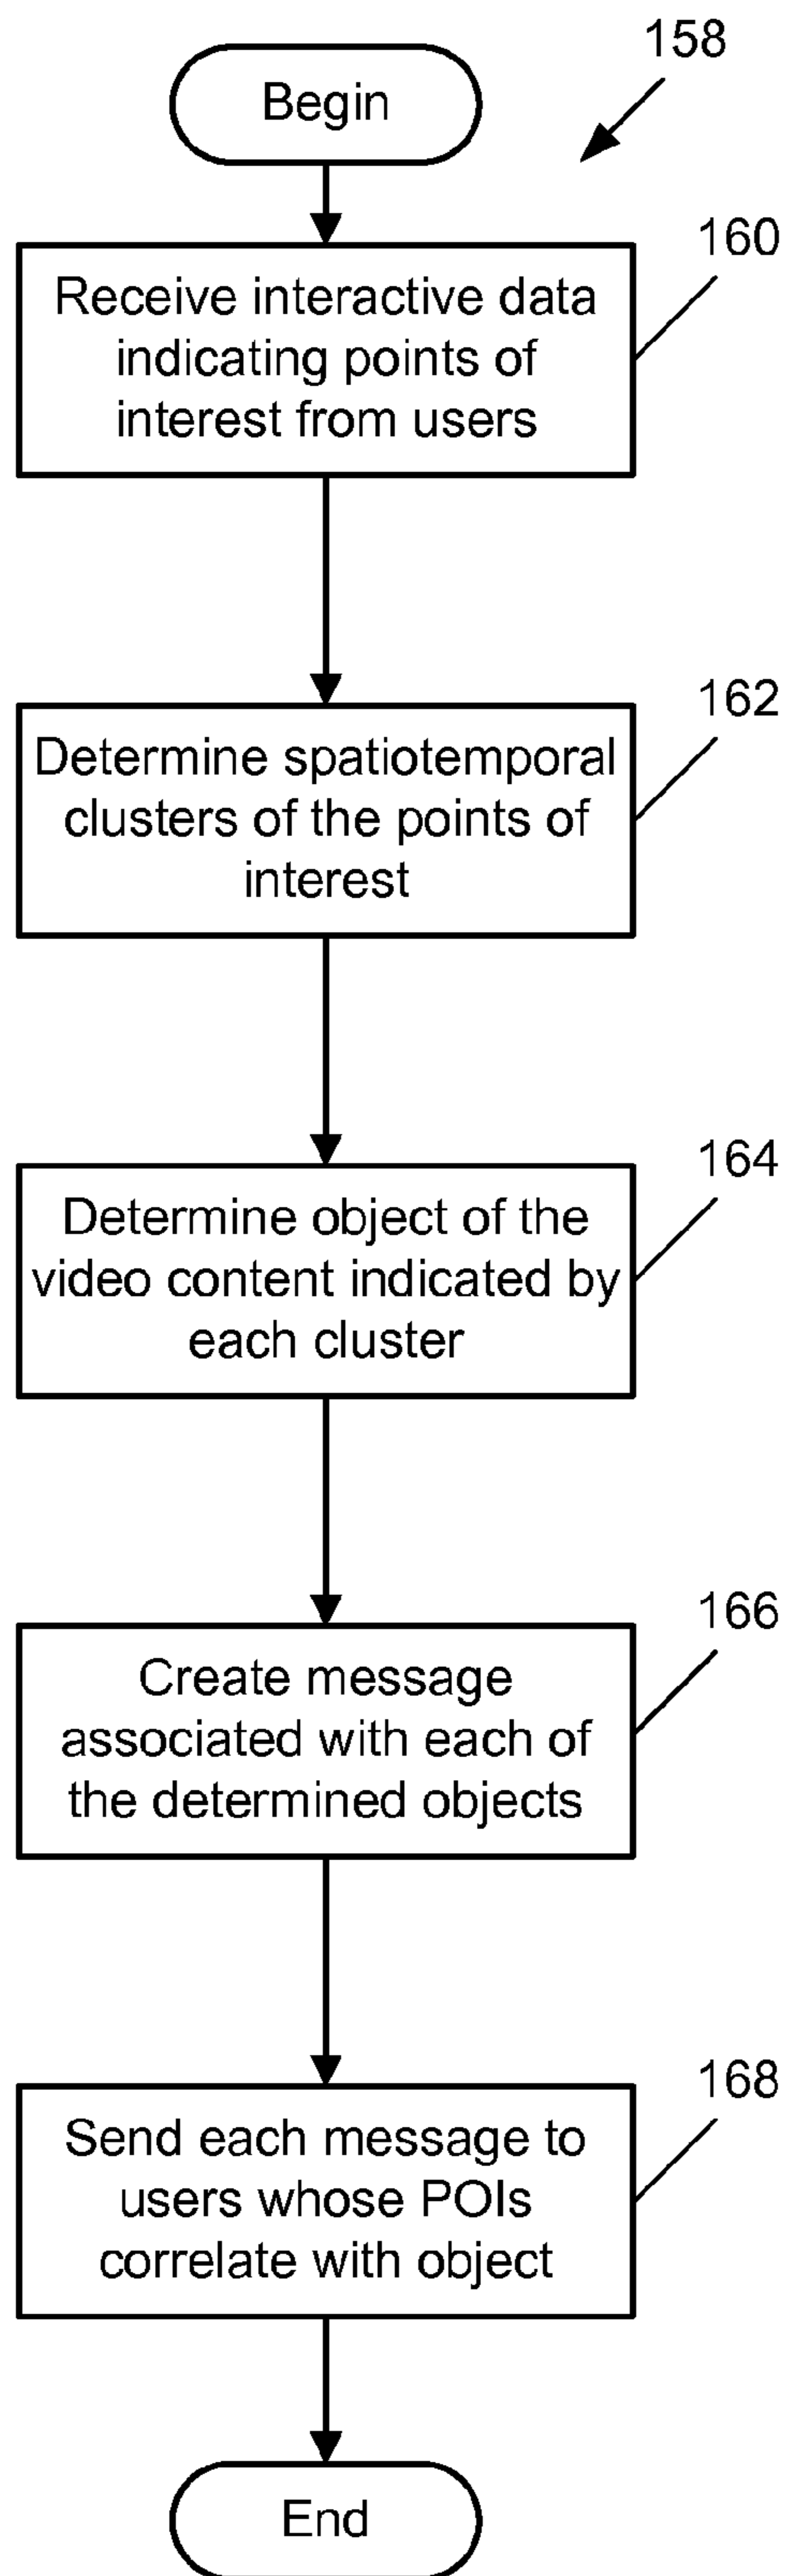 158
Begin
160
Receive interactive data
indicating points of
interest from users
162
Determine spatiotemporal
clusters of the points of
interest
164
Determine object of the
video content indicated by
each cluster
166
Create message
associated with each of
the determined objects
168
Send each message to
users whose POIs
correlate with object
End